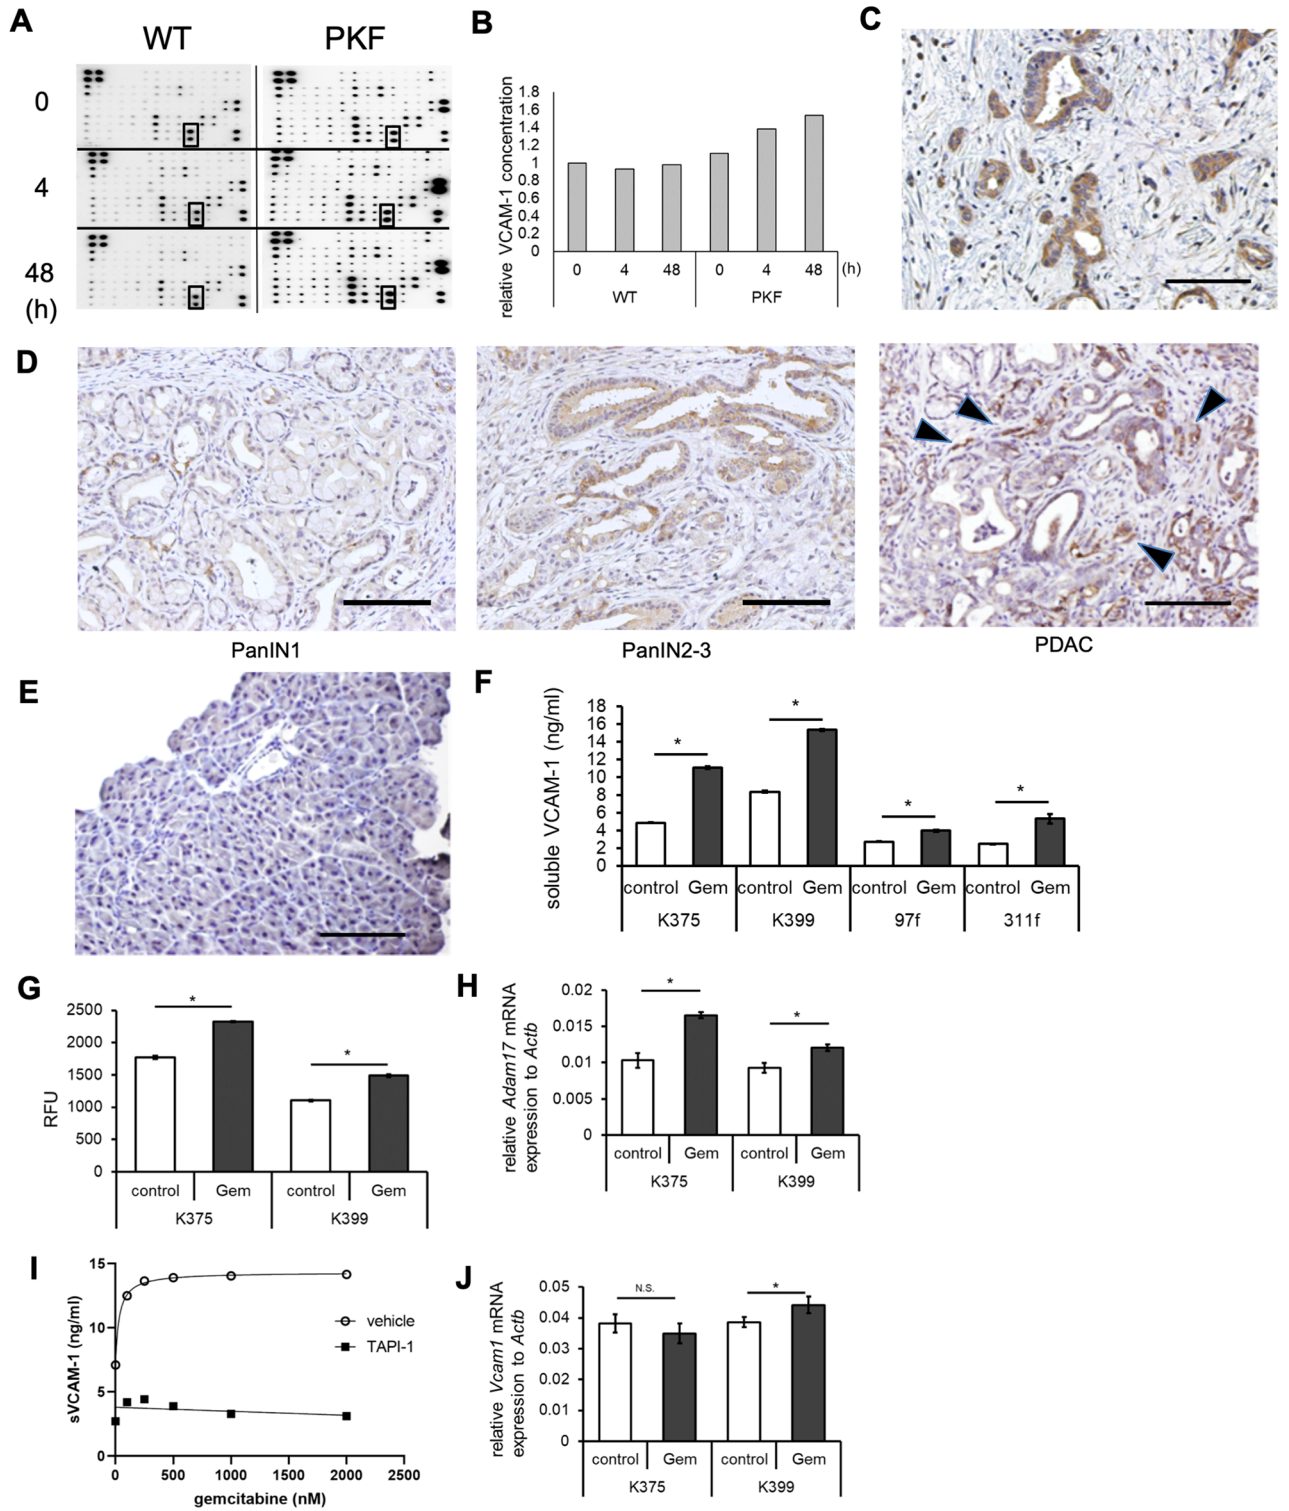 A
WT
PKF
0
4
48
(h)
B
relative VCAM-1 concentration
1.8
1.6
1.4
1.2
1
0.8
0.6
0.4
0.2
0
0 4 48 0 4 48 (h)
WT PKF
C
D
PanIN1
PanIN2-3
PDAC
E
F
soluble VCAM-1 (ng/ml)
18
16
14
12
10
8
6
4
2
0
* * * *
control Gem control Gem control Gem control Gem
K375 K399 97f 311f
G
RFU
2500
2000
1500
1000
500
0
* *
control Gem control Gem
K375 K399
H
relative Adam17 mRNA
expression to Actb
0.02
0.015
0.01
0.005
0
* *
control Gem control Gem
K375 K399
I
sVCAM-1 (ng/ml)
15
10
5
0
vehicle
TAPI-1
0 500 1000 1500 2000 2500
gemcitabine (nM)
J
relative Vcam1 mRNA
expression to Actb
0.05
0.04
0.03
0.02
0.01
0
N.S. *
control Gem control Gem
K375 K399